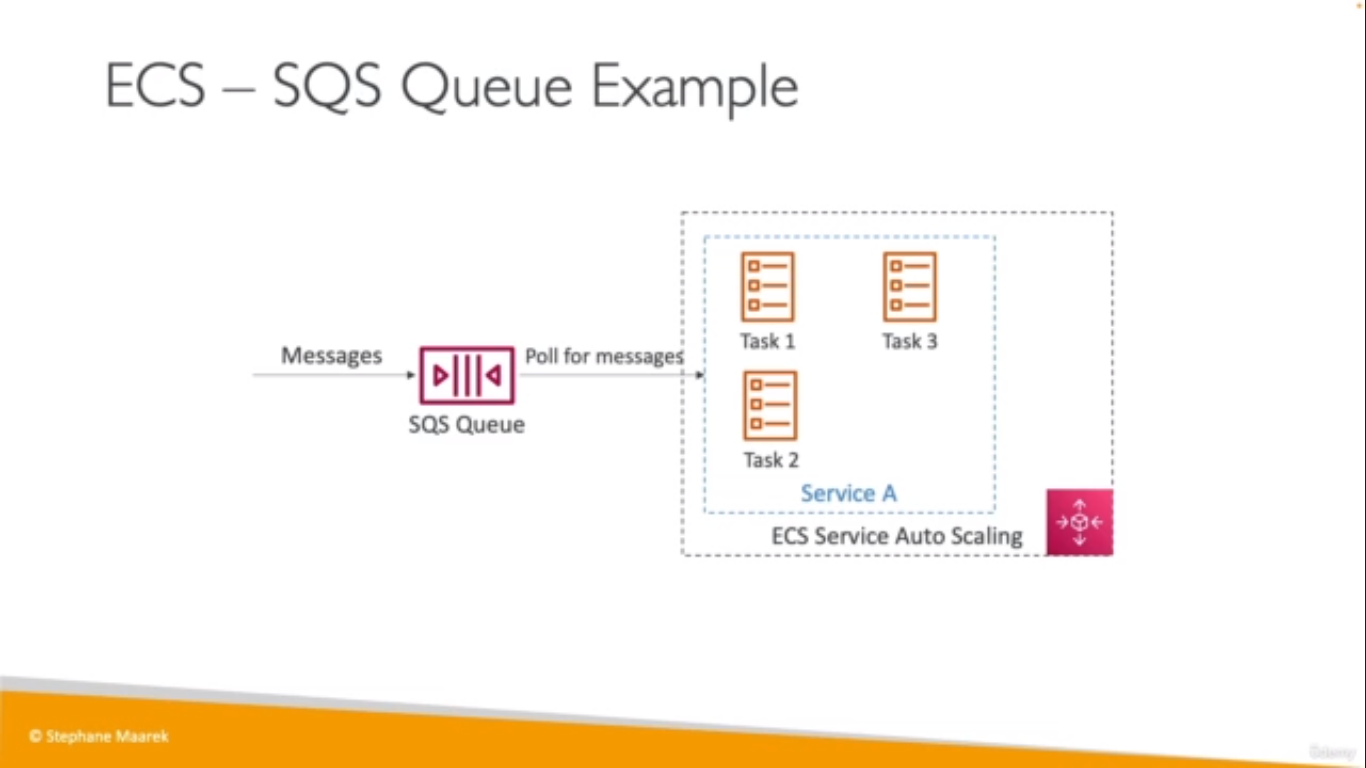 ECS – SQS Queue Example
Messages
Poll for messages
SQS Queue
Task 1
Task 3
Task 2
Service A
ECS Service Auto Scaling
© Stephane Maarek
Udemy